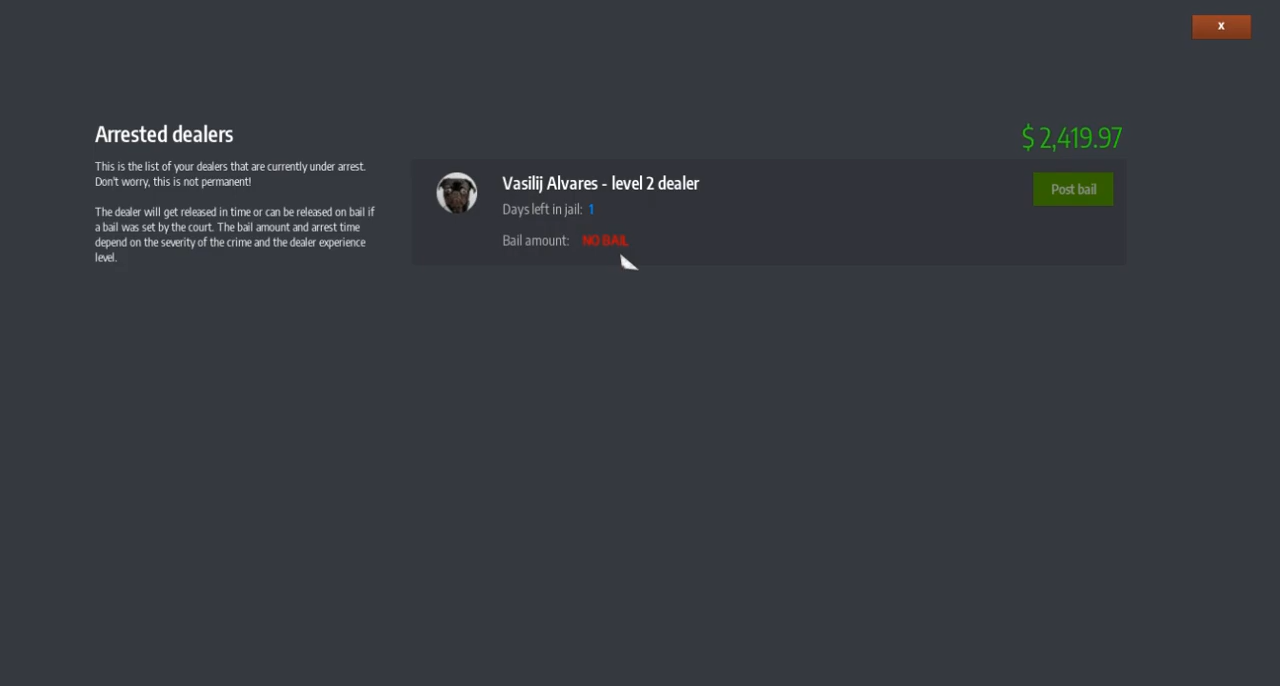 x
Arrested dealers
This is the list of your dealers that are currently under arrest.
Don't worry, this is not permanent!
The dealer will get released in time or can be released on bail if
a bail was set by the court. The bail amount and arrest time
depend on the severity of the crime and the dealer experience
level.
$ 2,419.97
Vasilij Alvares - level 2 dealer
Post bail
Days left in jail: 1
Bail amount: NO BAIL